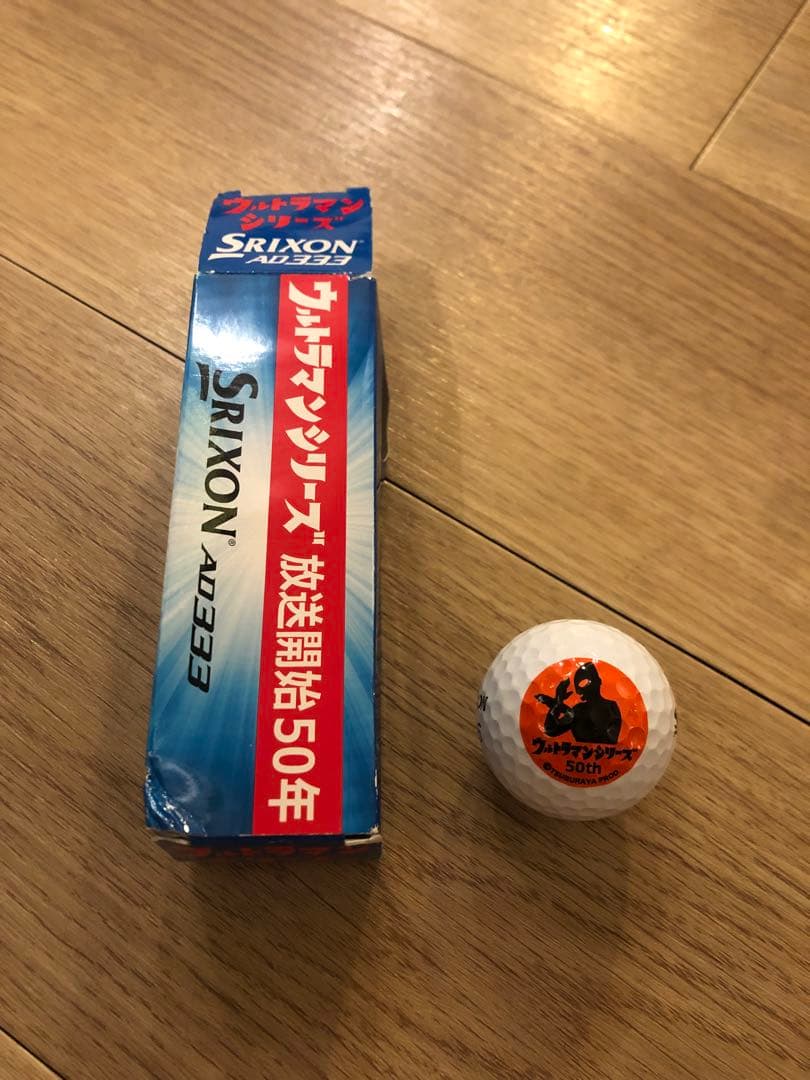 ウルトラマン
シリーズ
SRIXON
AD333
ウルトラマンシリーズ 放送開始50年
SRIXON®
AD333
ウルトラマンシリーズ
50th
©TSUBURAYA PROD.